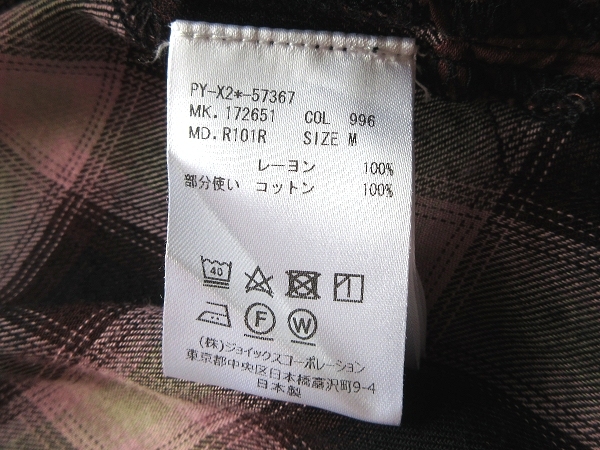 PY-X2*-57367
MK. 172651 COL 996
MD. R101R SIZE M
レーヨン 100%
部分使い コットン 100%
40
F W
(株)ジョイックスコーポレーション
東京都中央区日本橋富沢町9-4
日本製